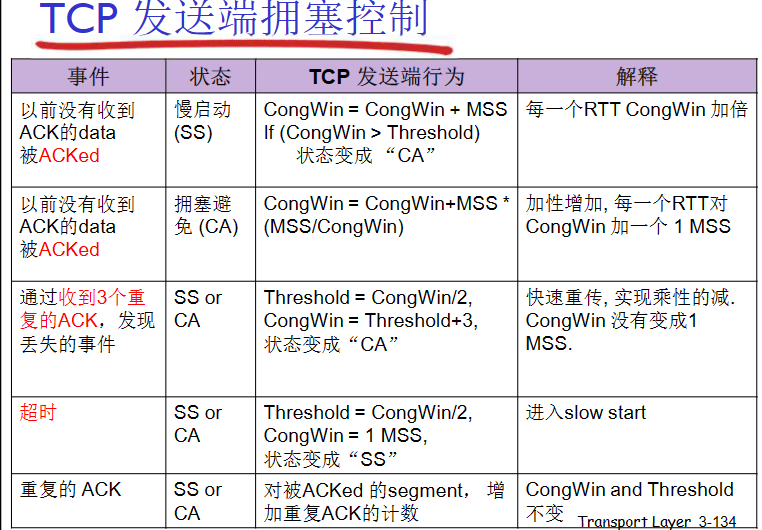 TCP 发送端拥塞控制
事件 状态 TCP 发送端行为 解释
以前没有收到
ACK的data
被ACKed
慢启动
(SS)
CongWin = CongWin + MSS
If (CongWin > Threshold)
状态变成 “CA”
每一个RTT CongWin 加倍
以前没有收到
ACK的data
被ACKed
拥塞避
免 (CA)
CongWin = CongWin+MSS *
(MSS/CongWin)
加性增加, 每一个RTT对
CongWin 加一个 1 MSS
通过收到3个重
复的ACK，发现
丢失的事件
SS or
CA
Threshold = CongWin/2,
CongWin = Threshold+3,
状态变成“CA”
快速重传, 实现乘性的减.
CongWin 没有变成1
MSS.
超时
SS or
CA
Threshold = CongWin/2,
CongWin = 1 MSS,
状态变成“SS”
进入slow start
重复的 ACK
SS or
CA
对被ACKed 的segment， 增
加重复ACK的计数
CongWin and Threshold
不变
Transport Layer 3-134